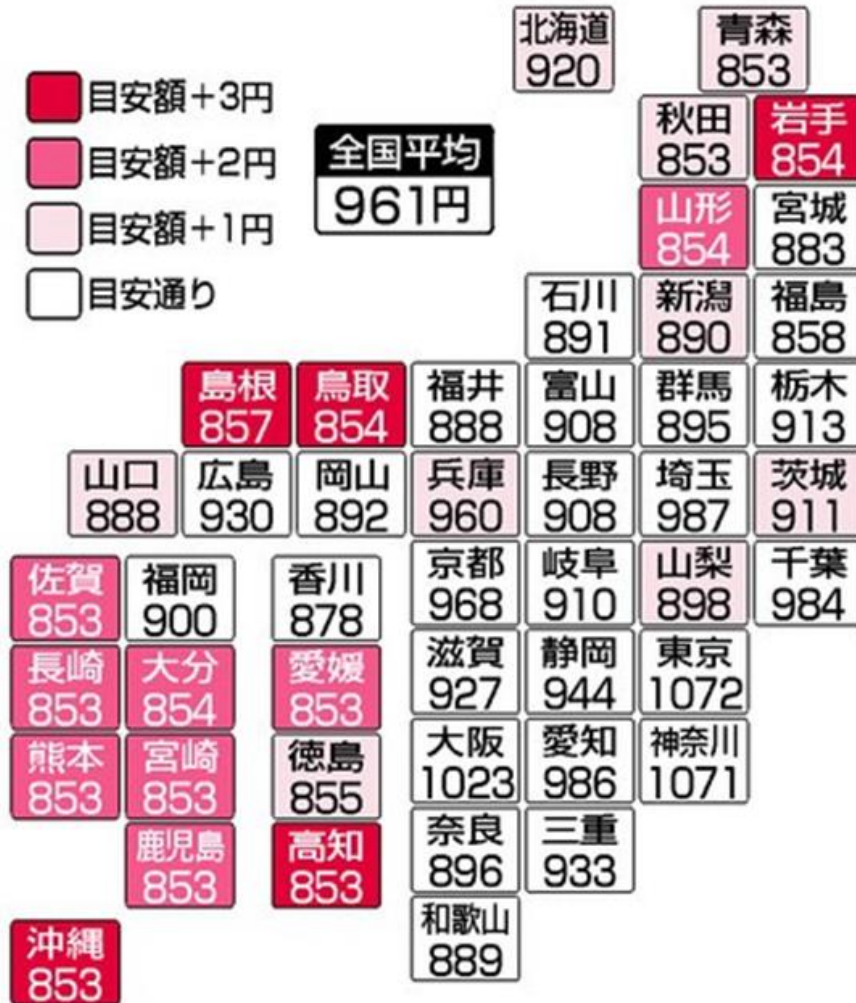 北海道
920
青森
853
目安額+3円
目安額+2円
目安額+1円
目安通り
全国平均
961円
秋田
853
岩手
854
山形
854
宮城
883
石川
891
新潟
890
福島
858
島根
857
鳥取
854
福井
888
富山
908
群馬
895
栃木
913
山口
888
広島
930
岡山
892
兵庫
960
長野
908
埼玉
987
茨城
911
佐賀
853
福岡
900
香川
878
京都
968
岐阜
910
山梨
898
千葉
984
長崎
853
大分
854
愛媛
853
滋賀
927
静岡
944
東京
1072
熊本
853
宮崎
853
徳島
855
大阪
1023
愛知
986
神奈川
1071
鹿児島
853
高知
853
奈良
896
三重
933
沖縄
853
和歌山
889